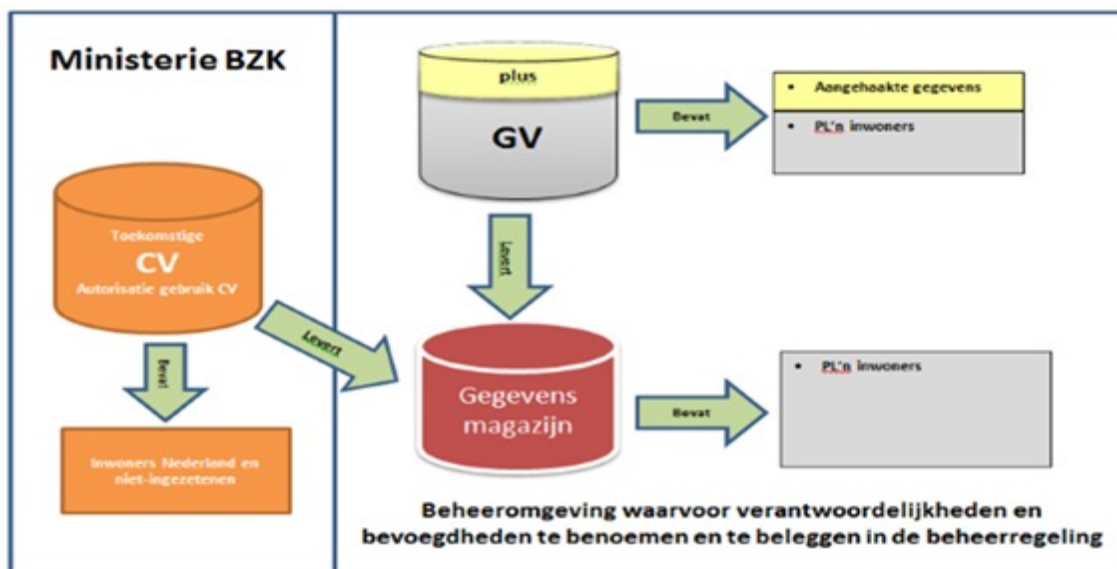 Ministerie BZK
Toekomstige
CV
Autorisatie gebruik CV
Bevat
Inwoners Nederland en
niet-ingezetenen
Levert
plus
GV
Bevat
• Aangehaakte gegevens
• PL'n inwoners
Levert
Gegevens
magazijn
Bevat
• PL'n inwoners
Beheeromgeving waarvoor verantwoordelijkheden en
bevoegdheden te benoemen en te beleggen in de beheerregeling